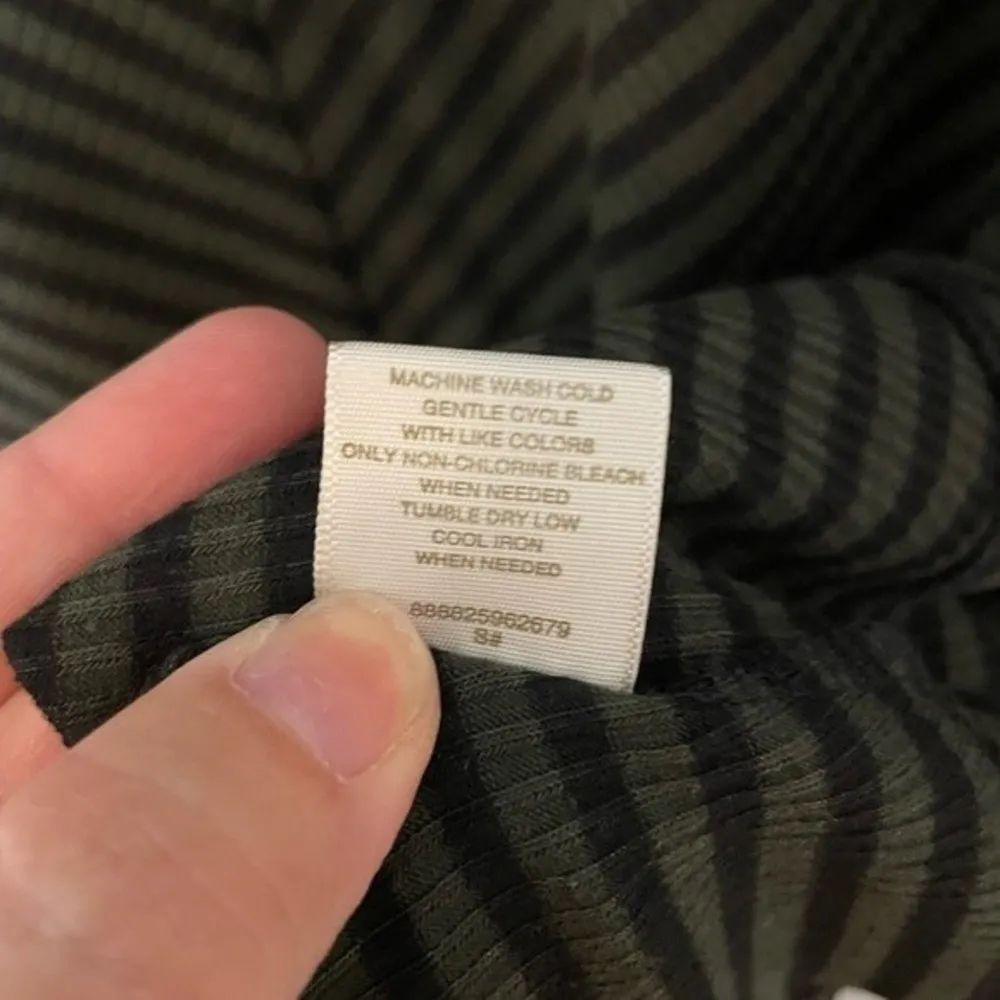 MACHINE WASH COLD
GENTLE CYCLE
WITH LIKE COLORS
ONLY NON-CHLORINE BLEACH
WHEN NEEDED
TUMBLE DRY LOW
COOL IRON
WHEN NEEDED
888825962679
S#